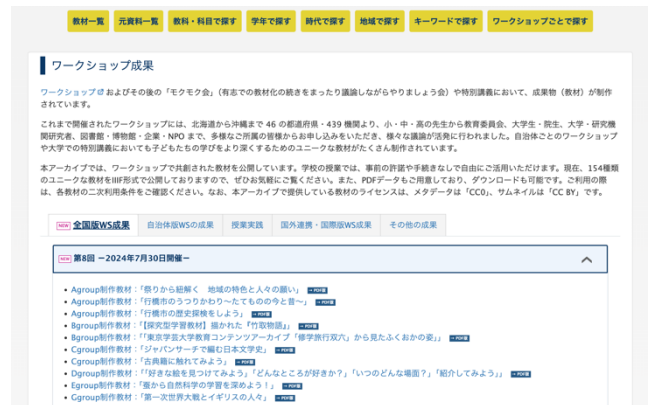 教材一覧 元資料一覧 教科・科目で探す 学年で探す 時代で探す 地域で探す キーワードで探す ワークショップごとで探す
ワークショップ成果
ワークショップ およびその後の「モクモク会」（有志での教材化の続きをまったり議論しながらやりましょう会）や特別講義において、成果物（教材）が制作
されています。
これまで開催されたワークショップには、北海道から沖縄まで 46 の都道府県・439 機関より、小・中・高の先生から教育委員会、大学生・院生、大学・研究機
関研究者、図書館・博物館・企業・NPO まで、多様なご所属の皆様からお申し込みをいただき、様々な議論が活発に行われました。自治体ごとのワークショップ
や大学での特別講義においても子どもたちの学びをより深くするためのユニークな教材がたくさん制作されています。
本アーカイブでは、ワークショップで共創された教材を公開しています。学校の授業では、事前の許諾や手続きなしで自由にご活用いただけます。現在、154種類
のユニークな教材をIIIF形式で公開しておりますので、ぜひお気軽にご覧ください。また、PDFデータもご用意しており、ダウンロードも可能です。ご利用の際
は、各教材の二次利用条件をご確認ください。なお、本アーカイブで提供している教材のライセンスは、メタデータは「CC0」、サムネイルは「CC BY」です。
NEW 全国版WS成果 自治体版WSの成果 授業実践 国外連携・国際版WS成果 その他の成果
NEW 第8回 −2024年7月30日開催−
Agroup制作教材：「祭りから紐解く 地域の特色と人々の願い」 PDF版
Agroup制作教材：「行橋市のうつりかわり〜たてものの今と昔〜」 PDF版
Agroup制作教材：「行橋市の歴史探検をしよう」 PDF版
Bgroup制作教材：「【探究型学習教材】描かれた『竹取物語』」 PDF版
Bgroup制作教材：「「東京学芸大学教育コンテンツアーカイブ「修学旅行双六」から見たふくおかの姿」」 PDF版
Cgroup制作教材：「ジャパンサーチで編む日本文学史」 PDF版
Cgroup制作教材：「古典籍に触れてみよう」 PDF版
Dgroup制作教材：「「好きな絵を見つけてみよう」「どんなところが好きか？」「いつのどんな場面？」「紹介してみよう」」 PDF版
Egroup制作教材：「蚕から自然科学の学習を深めよう！」 PDF版
Ggroup制作教材：「第一次世界大戦とイギリスの人々」 PDF版